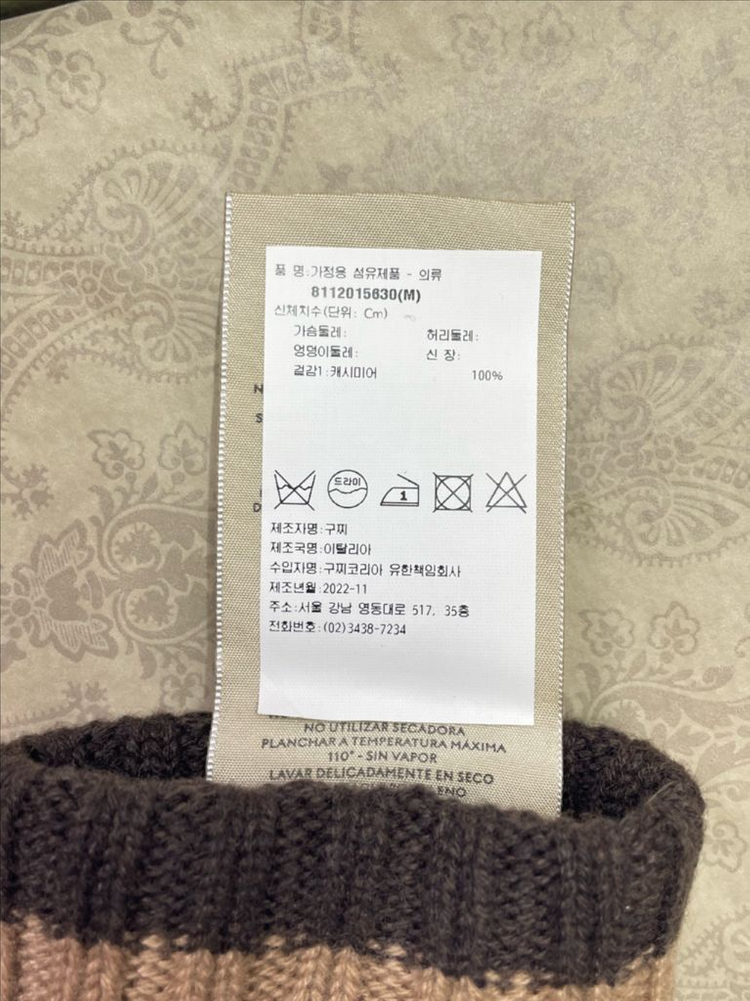 품 명:가정용 섬유제품 - 의류
8112015630(M)
신체치수(단위: Cm)
가슴둘레: 허리둘레:
엉덩이둘레: 신 장:
겉감1:캐시미어 100%
드라이
1
제조자명:구찌
제조국명:이탈리아
수입자명:구찌코리아 유한책임회사
제조년월:2022-11
주소:서울 강남 영동대로 517, 35층
전화번호:(02)3438-7234
NO UTILIZAR SECADORA
PLANCHAR A TEMPERATURA MÁXIMA
110° - SIN VAPOR
LAVAR DELICADAMENTE EN SECO